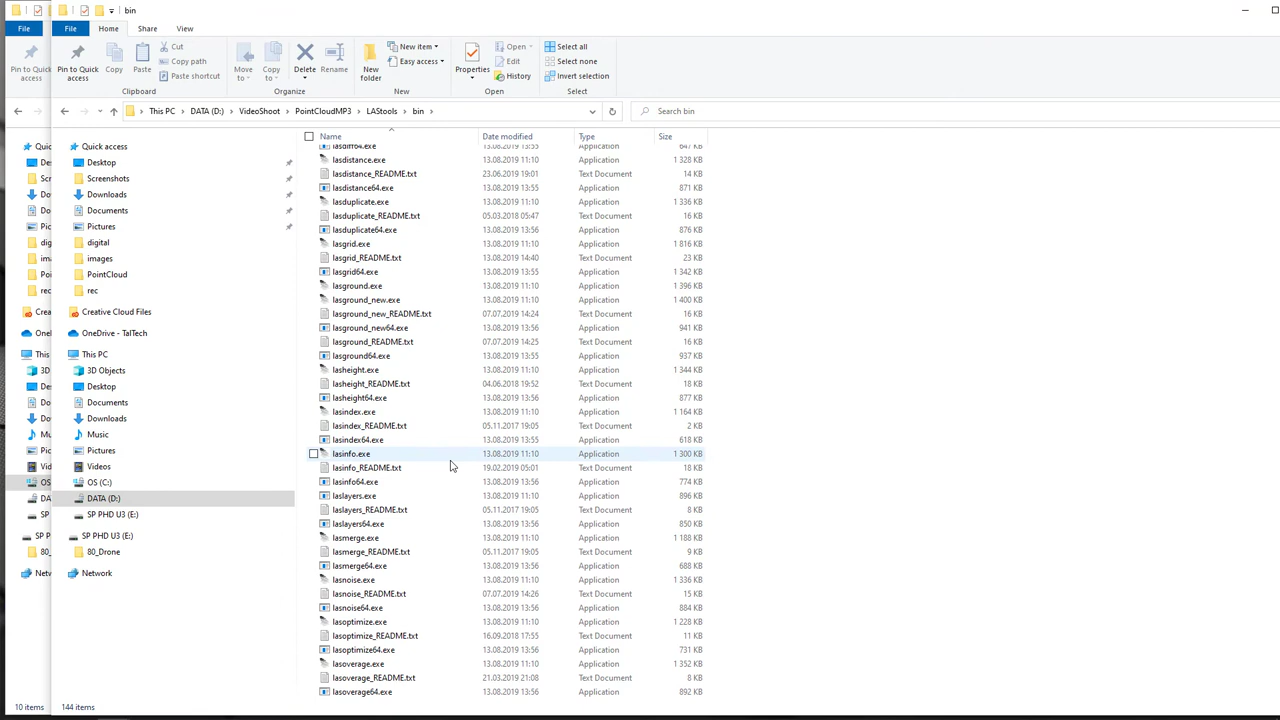 bin
File
File Home Share View
Pin to Quick access
Pin to Quick access
Copy
Paste
Cut
Copy path
Paste shortcut
Clipboard
Move to
Copy to
Delete
Rename
Organize
New folder
New item
Easy access
New
Properties
Open
Edit
History
Open
Select all
Select none
Invert selection
Select
This PC > DATA (D:) > VideoShoot > PointCloudMP3 > LAStools > bin
Search bin
Name Date modified Type Size
Quick access
Desktop
Screenshots
Downloads
Documents
Pictures
digital
images
PointCloud
rec
Creative Cloud Files
OneDrive - TalTech
This PC
3D Objects
Desktop
Documents
Downloads
Music
Pictures
Videos
OS (C:)
DATA (D:)
SP PHD U3 (E:)
SP PHD U3 (E:)
80_Drone
Network
lasdiff64.exe 13.08.2019 13:55 Application 647 KB
lasdistance.exe 13.08.2019 11:10 Application 1 328 KB
lasdistance_README.txt 23.06.2019 19:01 Text Document 14 KB
lasdistance64.exe 13.08.2019 13:55 Application 871 KB
lasduplicate.exe 13.08.2019 11:10 Application 1 336 KB
lasduplicate_README.txt 05.03.2018 05:47 Text Document 16 KB
lasduplicate64.exe 13.08.2019 13:56 Application 876 KB
lasgrid.exe 13.08.2019 11:10 Application 1 816 KB
lasgrid_README.txt 13.08.2019 14:40 Text Document 23 KB
lasgrid64.exe 13.08.2019 13:55 Application 1 342 KB
lasground.exe 13.08.2019 11:10 Application 1 396 KB
lasground_new.exe 13.08.2019 11:10 Application 1 400 KB
lasground_new_README.txt 07.07.2019 14:24 Text Document 16 KB
lasground_new64.exe 13.08.2019 13:56 Application 941 KB
lasground_README.txt 07.07.2019 14:25 Text Document 16 KB
lasground64.exe 13.08.2019 13:55 Application 937 KB
lasheight.exe 13.08.2019 11:10 Application 1 344 KB
lasheight_README.txt 04.06.2018 19:52 Text Document 18 KB
lasheight64.exe 13.08.2019 13:56 Application 877 KB
lasindex.exe 13.08.2019 11:10 Application 1 164 KB
lasindex_README.txt 05.11.2017 19:05 Text Document 2 KB
lasindex64.exe 13.08.2019 13:55 Application 618 KB
lasinfo.exe 13.08.2019 11:10 Application 1 300 KB
lasinfo_README.txt 19.02.2019 05:01 Text Document 18 KB
lasinfo64.exe 13.08.2019 13:56 Application 774 KB
laslayers.exe 13.08.2019 11:10 Application 896 KB
laslayers_README.txt 05.11.2017 19:05 Text Document 8 KB
laslayers64.exe 13.08.2019 13:56 Application 850 KB
lasmerge.exe 13.08.2019 11:10 Application 1 188 KB
lasmerge_README.txt 05.11.2017 19:05 Text Document 9 KB
lasmerge64.exe 13.08.2019 13:56 Application 688 KB
lasnoise.exe 13.08.2019 11:10 Application 1 336 KB
lasnoise_README.txt 07.07.2019 14:26 Text Document 15 KB
lasnoise64.exe 13.08.2019 13:56 Application 884 KB
lasoptimize.exe 13.08.2019 11:10 Application 1 228 KB
lasoptimize_README.txt 16.09.2018 17:55 Text Document 11 KB
lasoptimize64.exe 13.08.2019 13:56 Application 731 KB
lasoverage.exe 13.08.2019 11:10 Application 1 352 KB
lasoverage_README.txt 21.03.2019 21:08 Text Document 8 KB
lasoverage64.exe 13.08.2019 13:56 Application 892 KB
10 items
144 items